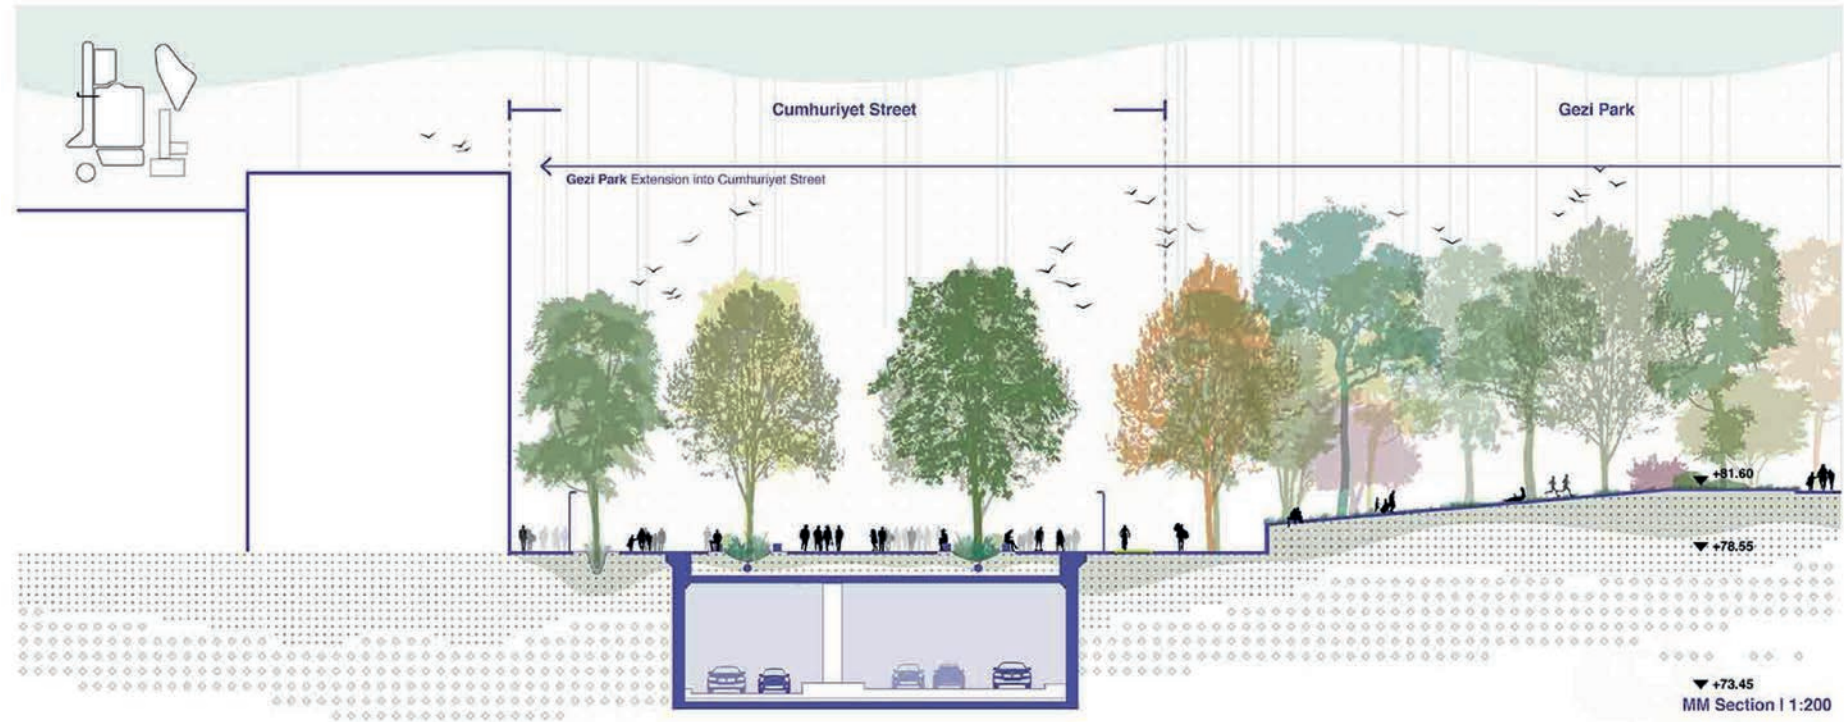 Cumhuriyet Street
Gezi Park
Gezi Park Extension into Cumhuriyet Street
+81.60
+78.55
+73.45
MM Section | 1:200